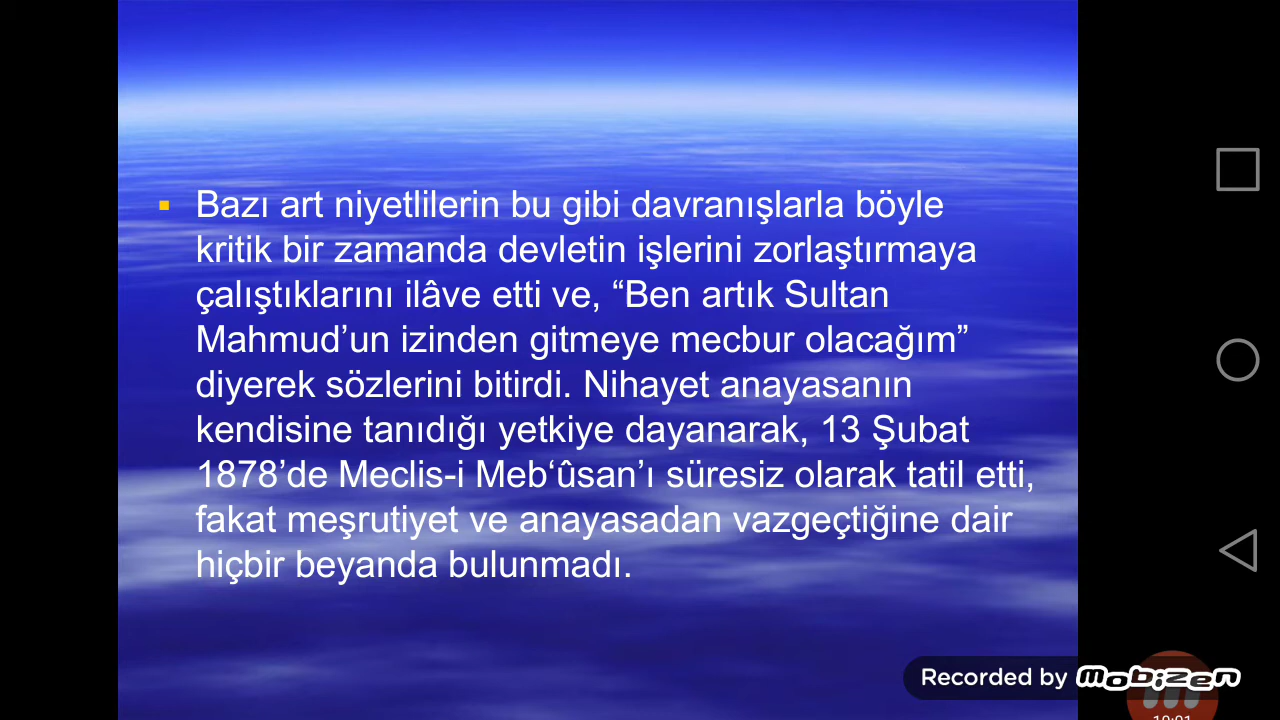 Bazı art niyetlilerin bu gibi davranışlarla böyle
kritik bir zamanda devletin işlerini zorlaştırmaya
çalıştıklarını ilâve etti ve, “Ben artık Sultan
Mahmud’un izinden gitmeye mecbur olacağım”
diyerek sözlerini bitirdi. Nihayet anayasanın
kendisine tanıdığı yetkiye dayanarak, 13 Şubat
1878’de Meclis-i Meb‘ûsan’ı süresiz olarak tatil etti,
fakat meşrutiyet ve anayasadan vazgeçtiğine dair
hiçbir beyanda bulunmadı.
Recorded by mobizen